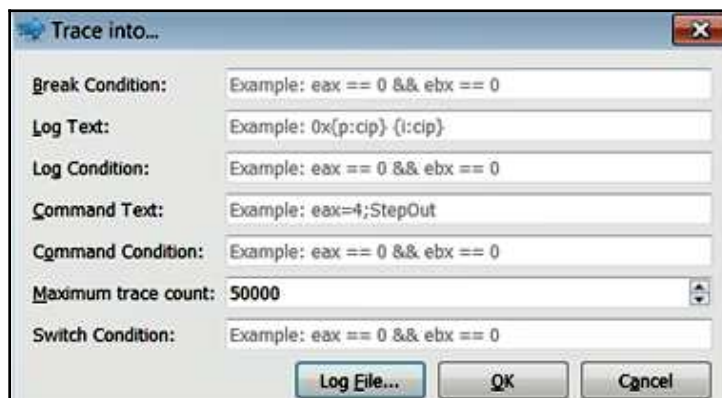 Trace into...
Break Condition: Example: eax == 0 && ebx == 0
Log Text: Example: 0x{p:cip} {i:cip}
Log Condition: Example: eax == 0 && ebx == 0
Command Text: Example: eax=4;StepOut
Command Condition: Example: eax == 0 && ebx == 0
Maximum trace count: 50000
Switch Condition: Example: eax == 0 && ebx == 0
Log File... OK Cancel